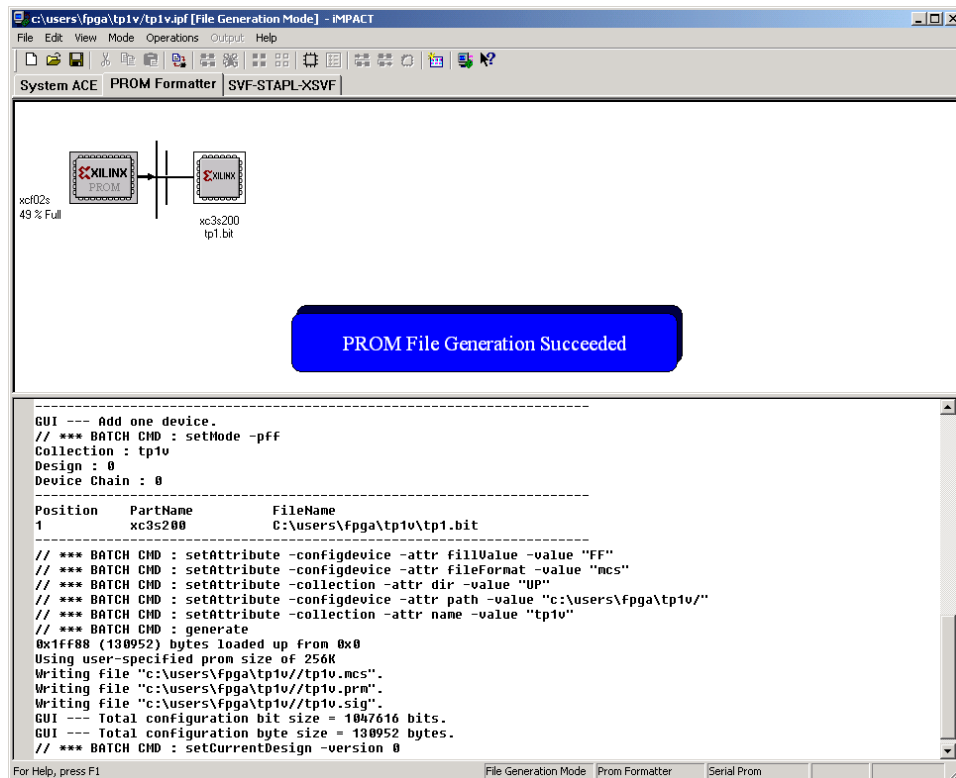 c:\users\fpga\tp1v/tp1v.ipf [File Generation Mode] - iMPACT
File Edit View Mode Operations Output Help
System ACE PROM Formatter SVF-STAPL-XSVF
XILINX
PROM
XILINX
xcf02s
49 % Full
xc3s200
tp1.bit
PROM File Generation Succeeded
-----------------------------------------------------------------------
GUI --- Add one device.
// *** BATCH CMD : setMode -pff
Collection : tp1v
Design : 0
Device Chain : 0
-----------------------------------------------------------------------
Position PartName FileName
1 xc3s200 C:\users\fpga\tp1v\tp1.bit
-----------------------------------------------------------------------
// *** BATCH CMD : setAttribute -configdevice -attr fillValue -value "FF"
// *** BATCH CMD : setAttribute -configdevice -attr fileFormat -value "mcs"
// *** BATCH CMD : setAttribute -collection -attr dir -value "UP"
// *** BATCH CMD : setAttribute -configdevice -attr path -value "c:\users\fpga\tp1v/"
// *** BATCH CMD : setAttribute -collection -attr name -value "tp1v"
// *** BATCH CMD : generate
0x1ff88 (130952) bytes loaded up from 0x0
Using user-specified prom size of 256K
Writing file "c:\users\fpga\tp1v//tp1v.mcs".
Writing file "c:\users\fpga\tp1v//tp1v.prm".
Writing file "c:\users\fpga\tp1v//tp1v.sig".
GUI --- Total configuration bit size = 1047616 bits.
GUI --- Total configuration byte size = 130952 bytes.
// *** BATCH CMD : setCurrentDesign -version 0
For Help, press F1
File Generation Mode Prom Formatter Serial Prom